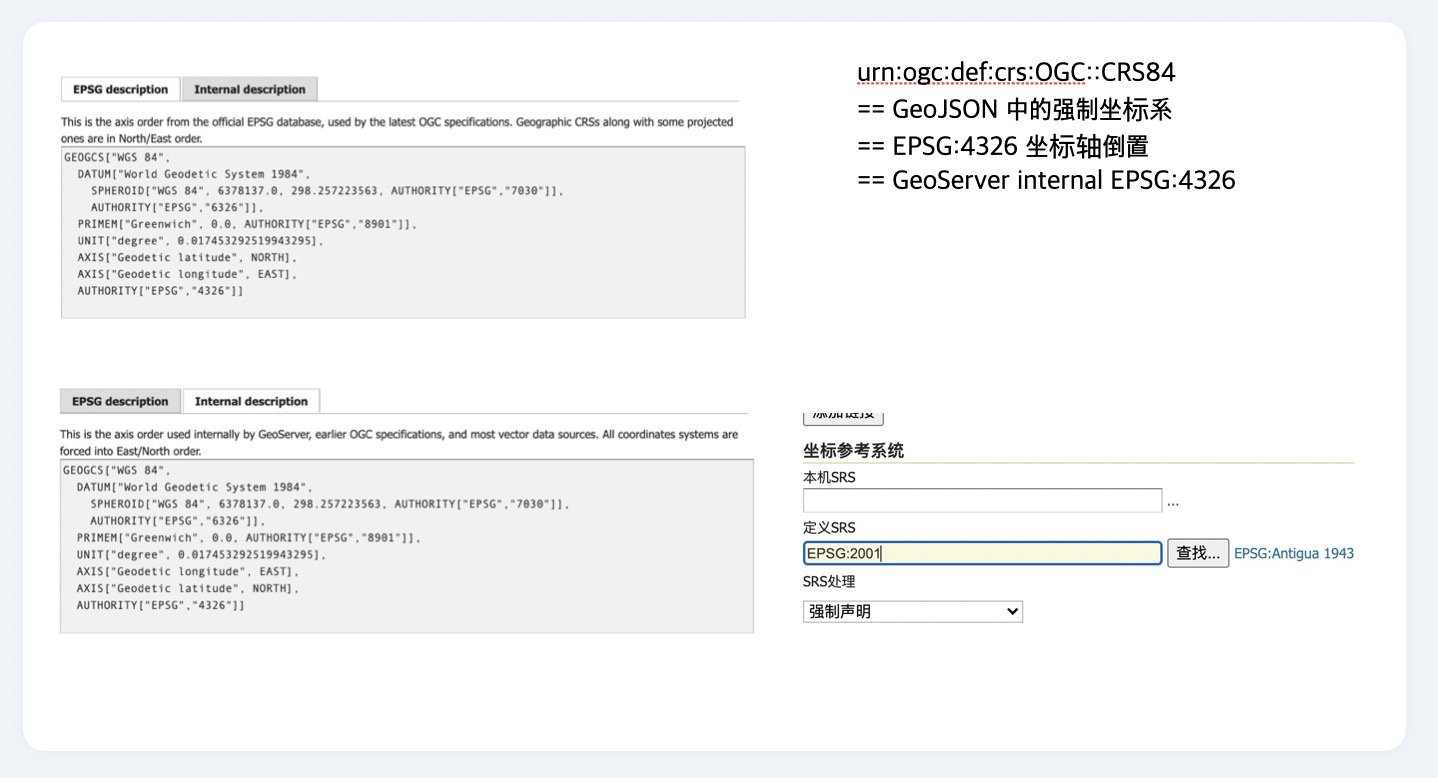 EPSG description
Internal description
This is the axis order from the official EPSG database, used by the latest OGC specifications. Geographic CRSs along with some projected
ones are in North/East order.
GEOGCS["WGS 84",
DATUM["World Geodetic System 1984",
SPHEROID["WGS 84", 6378137.0, 298.257223563, AUTHORITY["EPSG","7030"]],
AUTHORITY["EPSG","6326"]],
PRIMEM["Greenwich", 0.0, AUTHORITY["EPSG","8901"]],
UNIT["degree", 0.017453292519943295],
AXIS["Geodetic latitude", NORTH],
AXIS["Geodetic longitude", EAST],
AUTHORITY["EPSG","4326"]]
urn:ogc:def:crs:OGC::CRS84
== GeoJSON 中的强制坐标系
== EPSG:4326 坐标轴倒置
== GeoServer internal EPSG:4326
EPSG description
Internal description
This is the axis order used internally by GeoServer, earlier OGC specifications, and most vector data sources. All coordinates systems are
forced into East/North order.
GEOGCS["WGS 84",
DATUM["World Geodetic System 1984",
SPHEROID["WGS 84", 6378137.0, 298.257223563, AUTHORITY["EPSG","7030"]],
AUTHORITY["EPSG","6326"]],
PRIMEM["Greenwich", 0.0, AUTHORITY["EPSG","8901"]],
UNIT["degree", 0.017453292519943295],
AXIS["Geodetic longitude", EAST],
AXIS["Geodetic latitude", NORTH],
AUTHORITY["EPSG","4326"]]
添加链接
坐标参考系统
本机SRS
...
定义SRS
EPSG:2001 查找... EPSG:Antigua 1943
SRS处理
强制声明